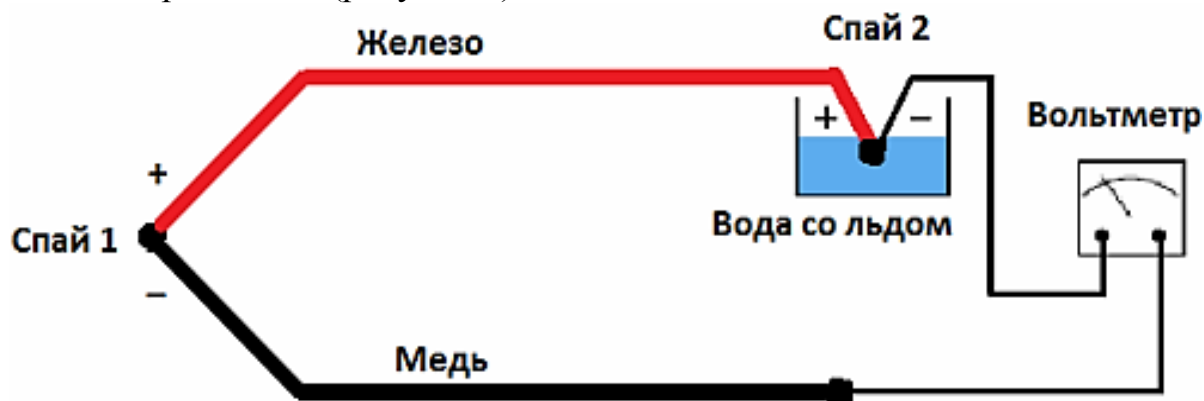 Железо
Спай 2
+ −
Вольтметр
+
Спай 1
Вода со льдом
−
Медь